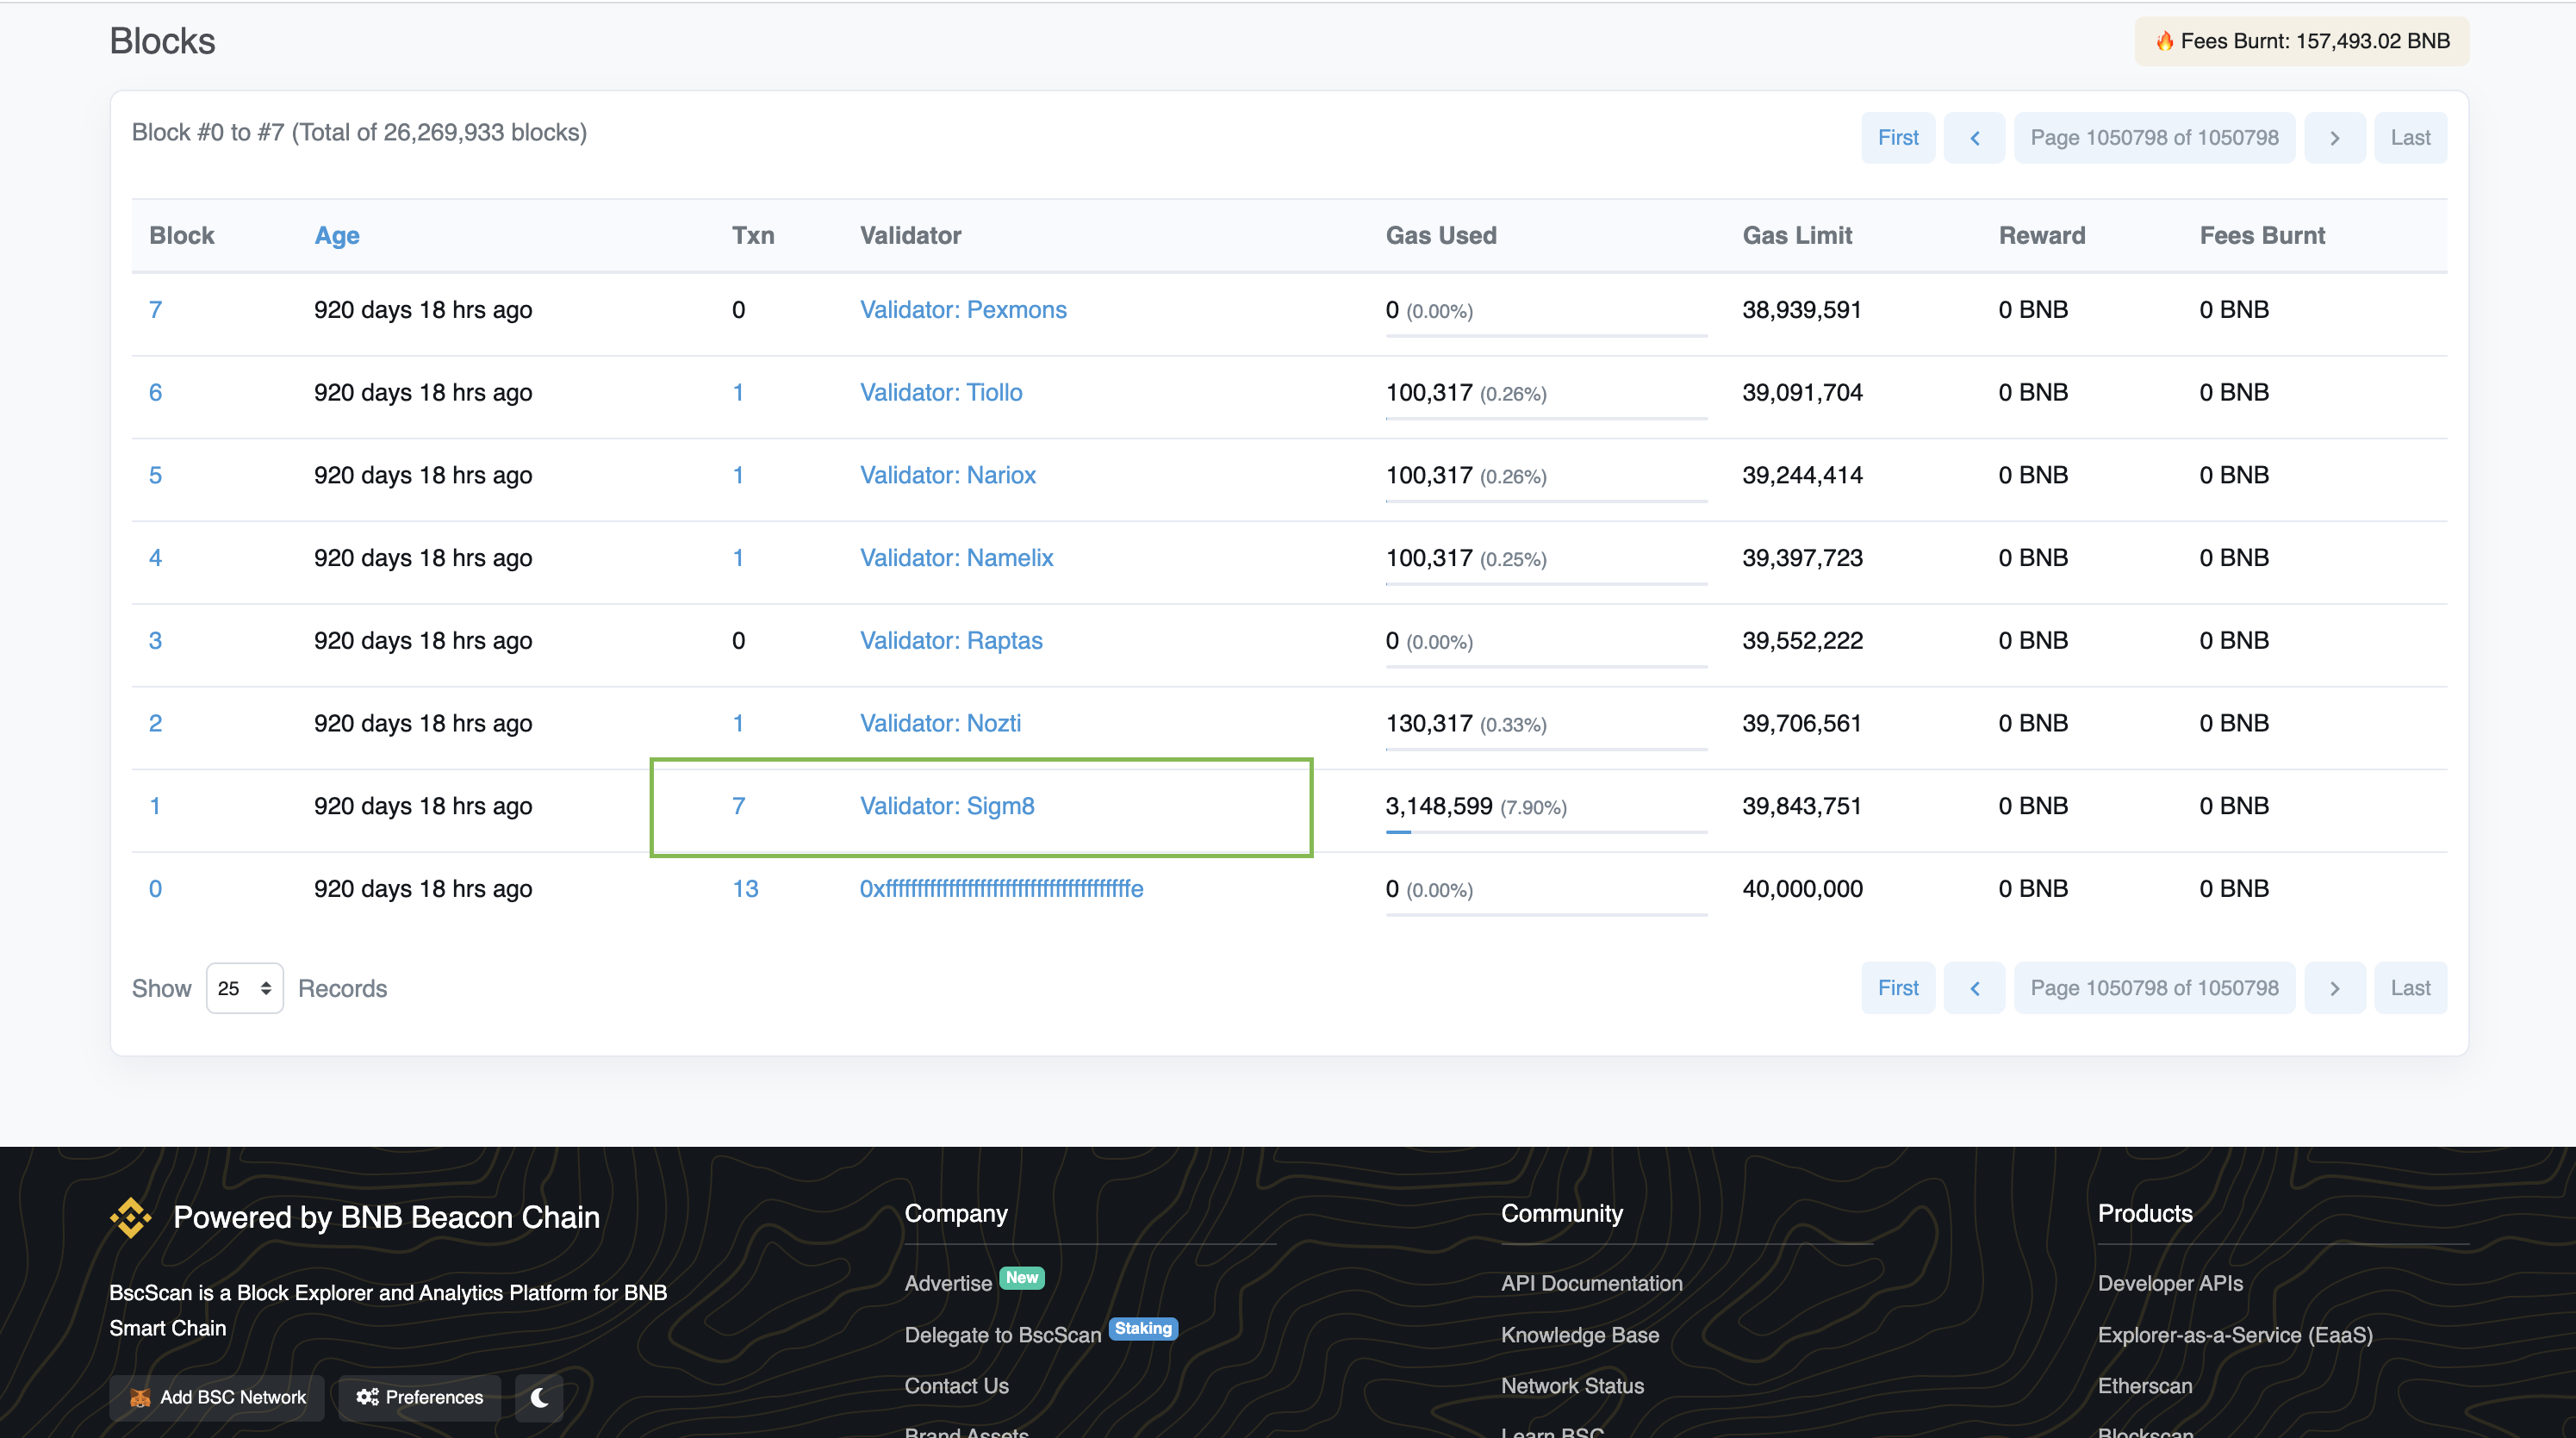 Blocks
Fees Burnt: 157,493.02 BNB
Block #0 to #7 (Total of 26,269,933 blocks)
First Page 1050798 of 1050798 Last
Block Age Txn Validator Gas Used Gas Limit Reward Fees Burnt
7 920 days 18 hrs ago 0 Validator: Pexmons 0 (0.00%) 38,939,591 0 BNB 0 BNB
6 920 days 18 hrs ago 1 Validator: Tiollo 100,317 (0.26%) 39,091,704 0 BNB 0 BNB
5 920 days 18 hrs ago 1 Validator: Nariox 100,317 (0.26%) 39,244,414 0 BNB 0 BNB
4 920 days 18 hrs ago 1 Validator: Namelix 100,317 (0.25%) 39,397,723 0 BNB 0 BNB
3 920 days 18 hrs ago 0 Validator: Raptas 0 (0.00%) 39,552,222 0 BNB 0 BNB
2 920 days 18 hrs ago 1 Validator: Nozti 130,317 (0.33%) 39,706,561 0 BNB 0 BNB
1 920 days 18 hrs ago 7 Validator: Sigm8 3,148,599 (7.90%) 39,843,751 0 BNB 0 BNB
0 920 days 18 hrs ago 13 0xfffffffffffffffffffffffffffffffffffffffe 0 (0.00%) 40,000,000 0 BNB 0 BNB
Show 25 Records
First Page 1050798 of 1050798 Last
Powered by BNB Beacon Chain
BscScan is a Block Explorer and Analytics Platform for BNB
Smart Chain
Add BSC Network Preferences
Company
Advertise New
Delegate to BscScan Staking
Contact Us
Brand Assets
Community
API Documentation
Knowledge Base
Network Status
Learn BSC
Products
Developer APIs
Explorer-as-a-Service (EaaS)
Etherscan
Blockscan